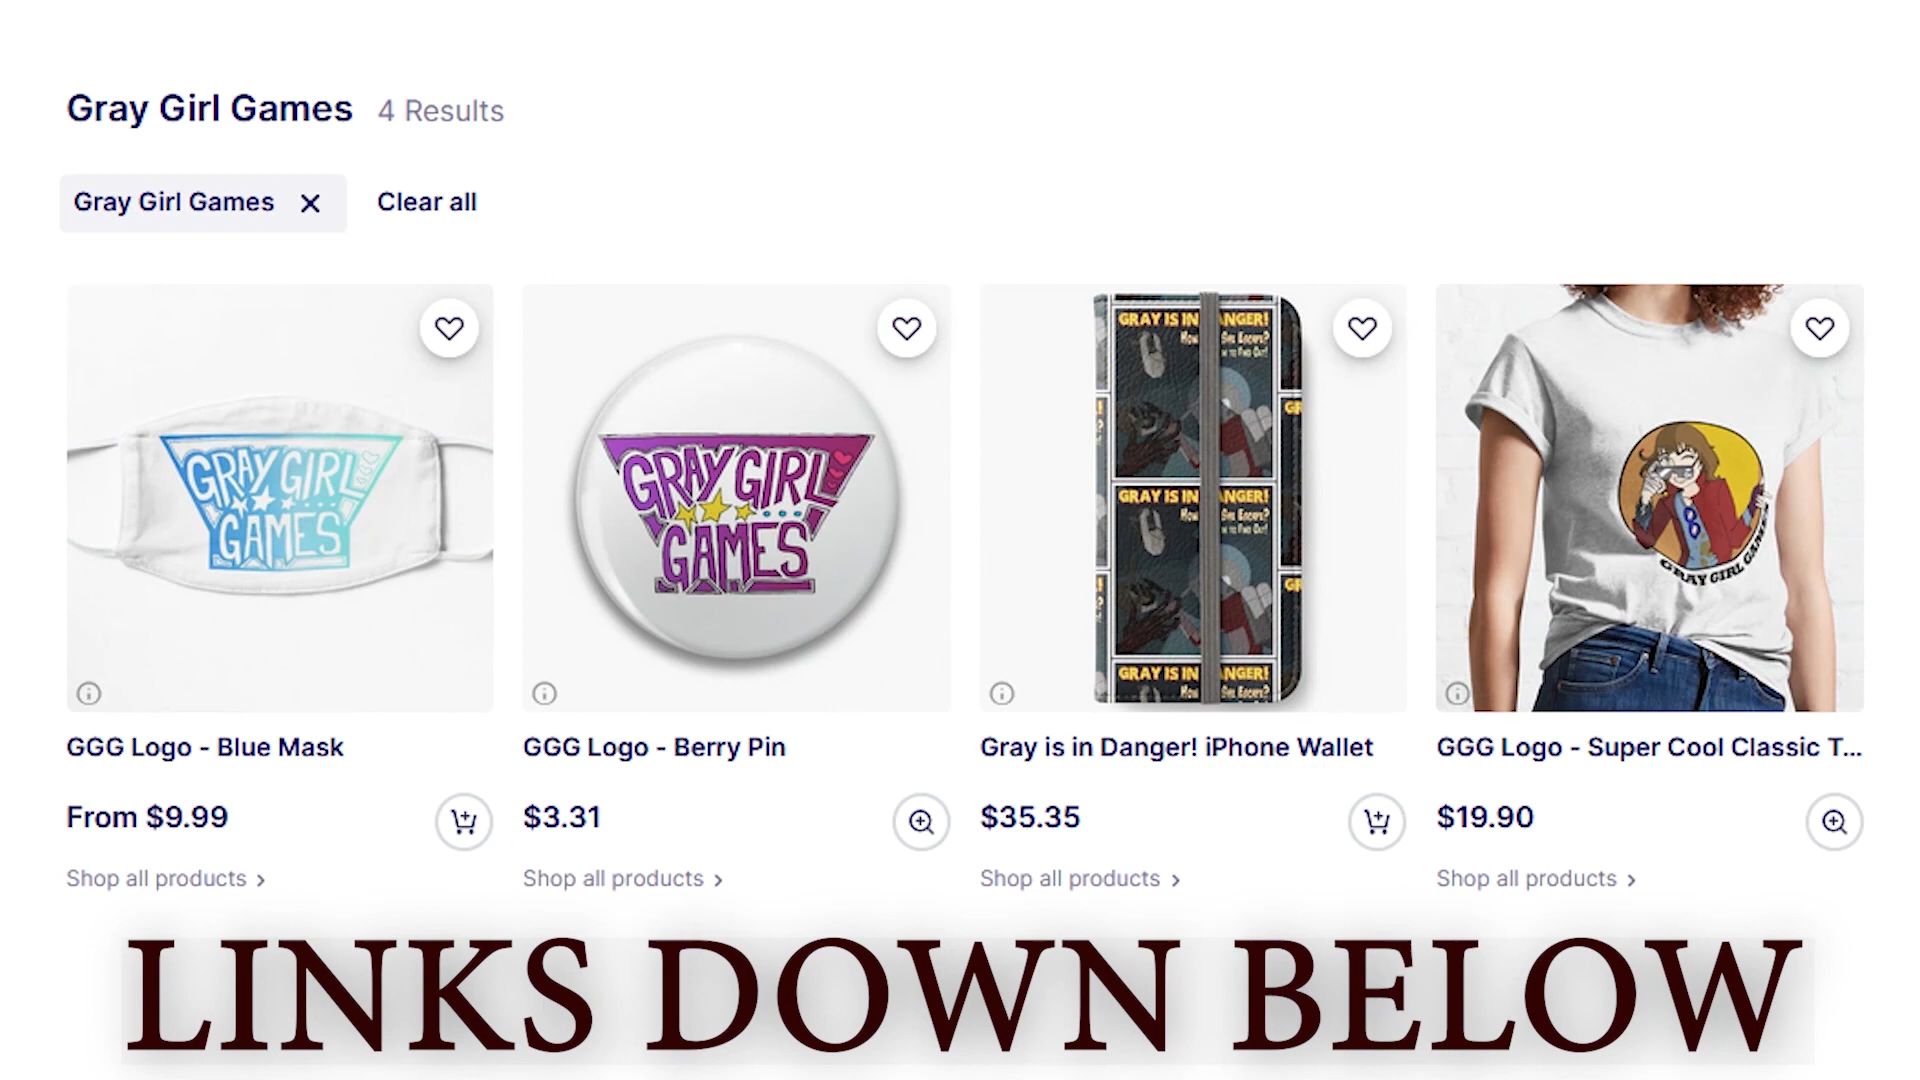 Gray Girl Games 4 Results
Gray Girl Games X Clear all
GRAY GIRL
GAMES
GRAY GIRL
GAMES
GRAY IS IN ANGER!
GRAY IS IN ANGER!
GRAY IS IN ANGER!
GRAY GIRL GAMES
GGG Logo - Blue Mask
From $9.99
Shop all products >
GGG Logo - Berry Pin
$3.31
Shop all products >
Gray is in Danger! iPhone Wallet
$35.35
Shop all products >
GGG Logo - Super Cool Classic T...
$19.90
Shop all products >
LINKS DOWN BELOW